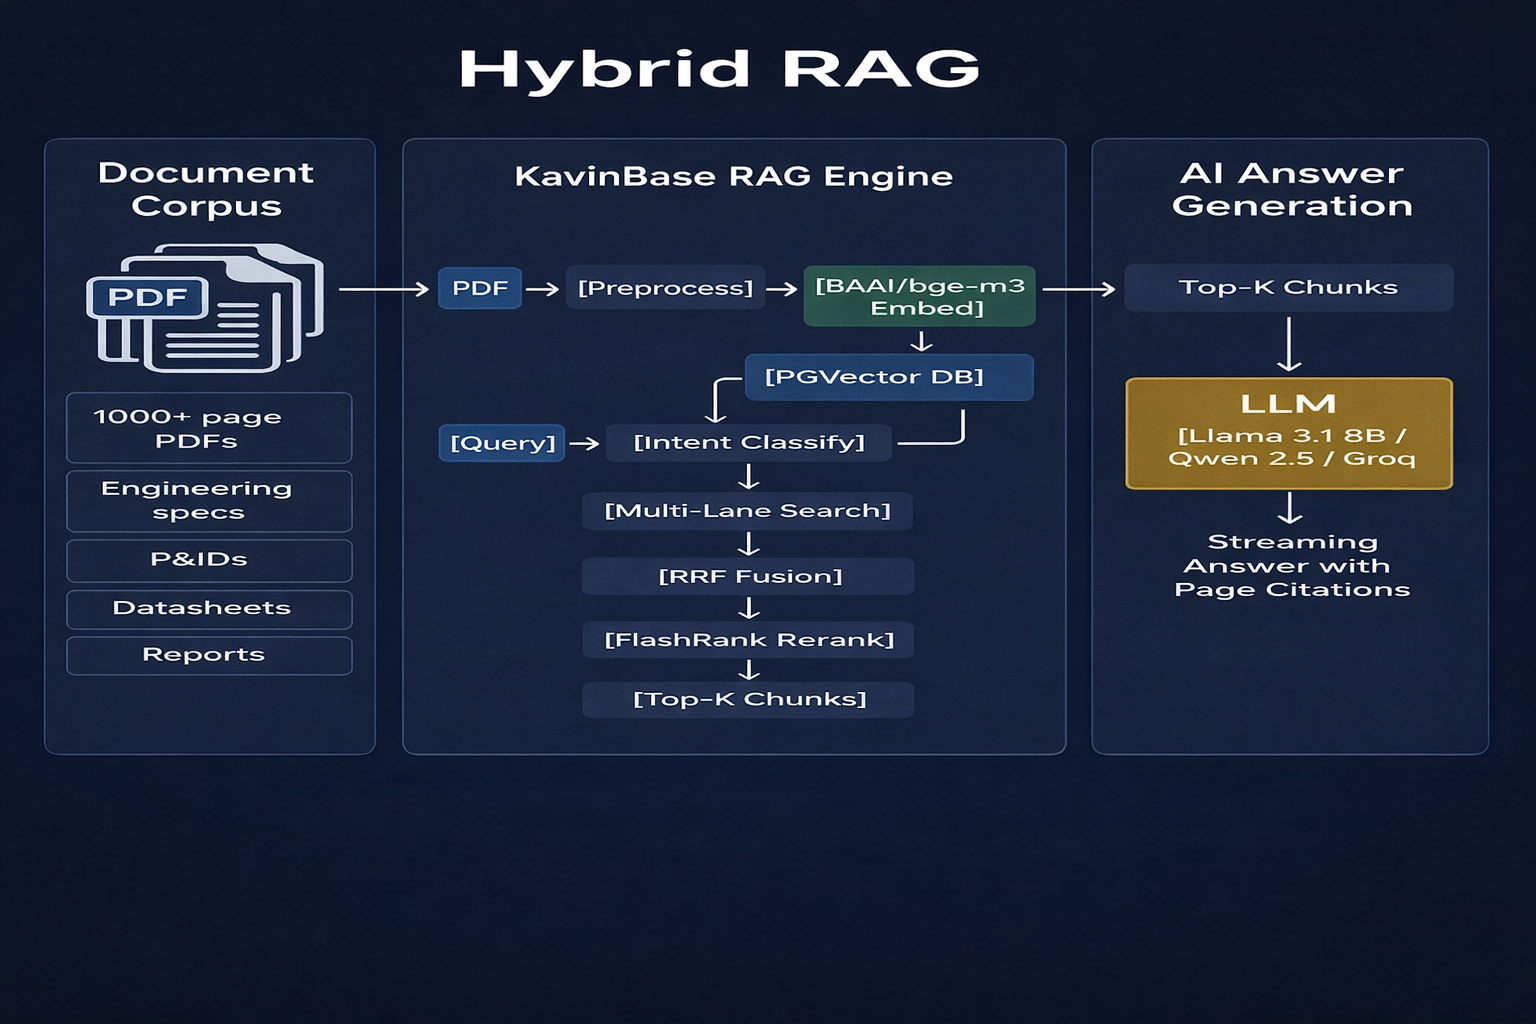 Hybrid RAG
Document
Corpus
PDF
1000+ page
PDFs
Engineering
specs
P&IDs
Datasheets
Reports
KavinBase RAG Engine
PDF
[Preprocess]
[BAAI/bge-m3
Embed]
[PGVector DB]
[Query]
[Intent Classify]
[Multi-Lane Search]
[RRF Fusion]
[FlashRank Rerank]
[Top-K Chunks]
AI Answer
Generation
Top-K Chunks
LLM
[Llama 3.1 8B /
Qwen 2.5 / Groq
Streaming
Answer with
Page Citations